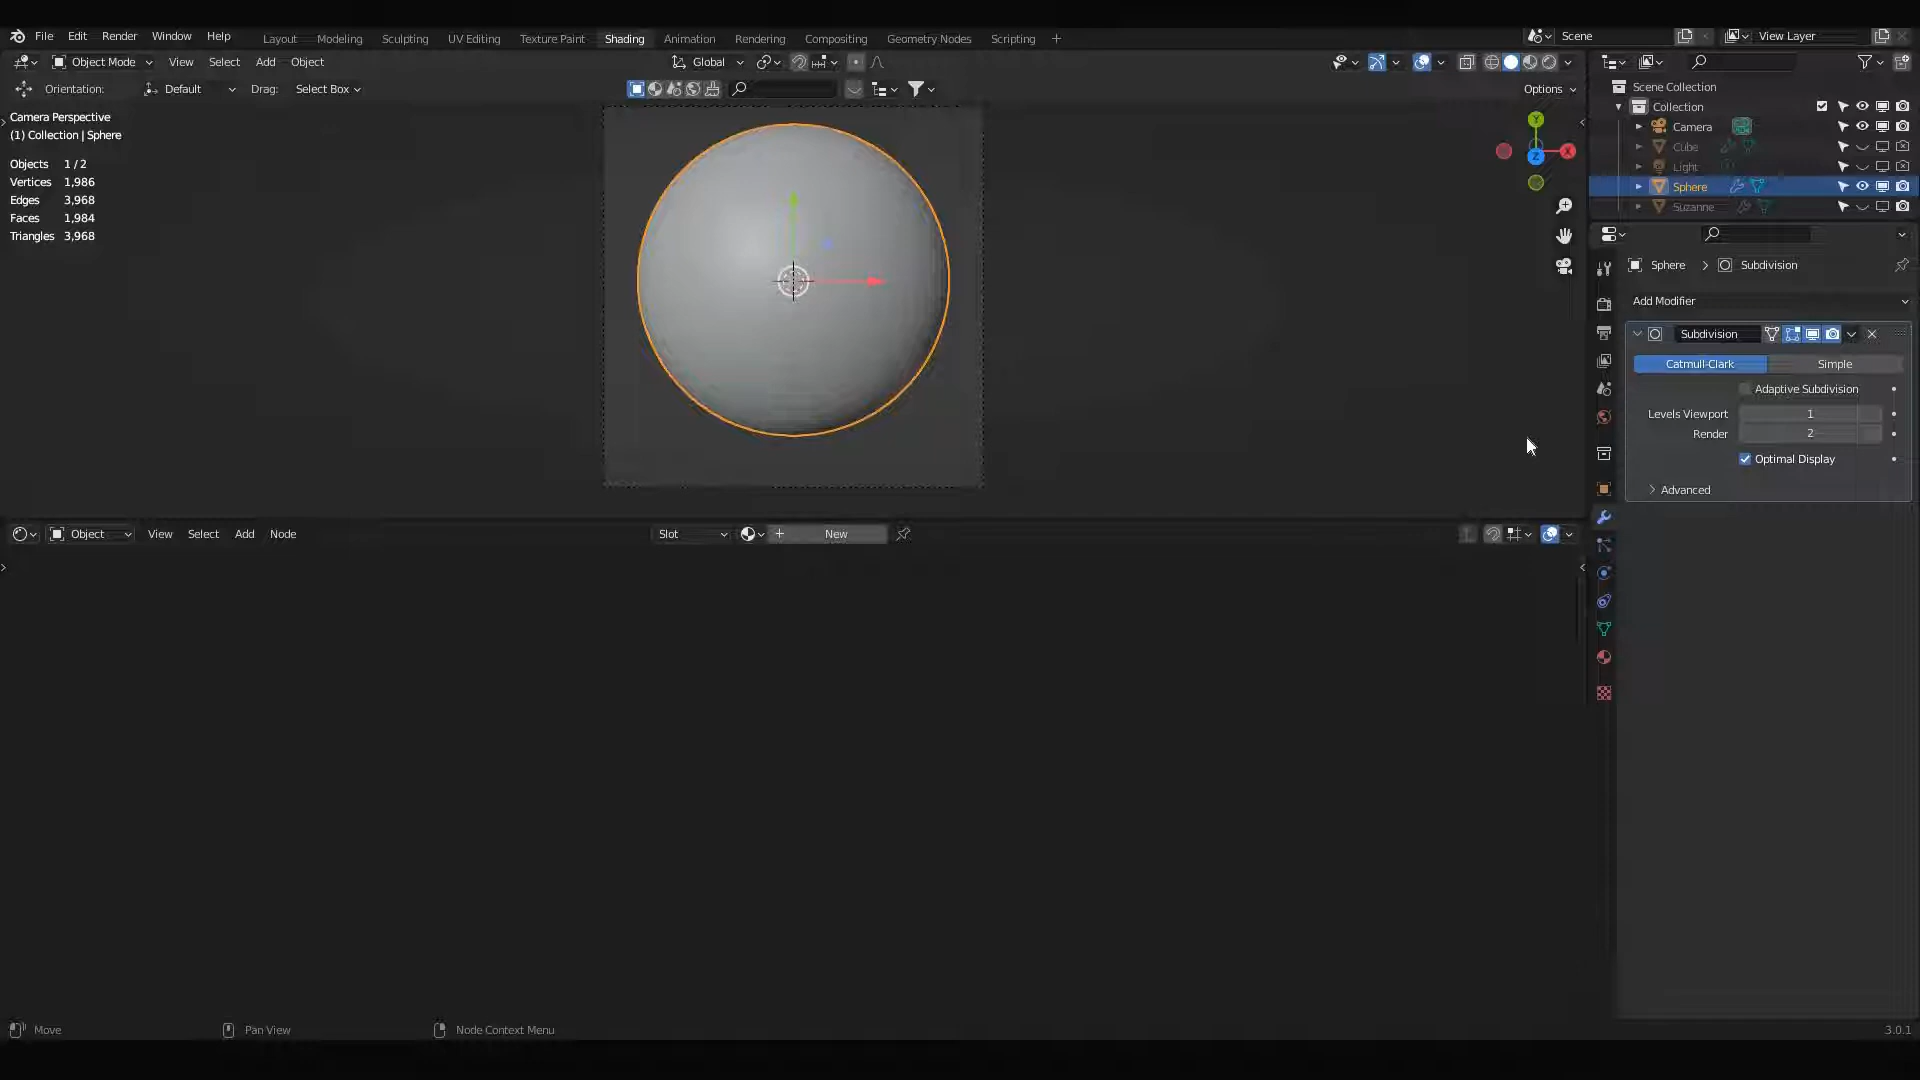 File Edit Render Window Help Layout Modeling Sculpting UV Editing Texture Paint Shading Animation Rendering Compositing Geometry Nodes Scripting + Scene View Layer
Object Mode View Select Add Object Global
Orientation: Default Drag: Select Box Options
Camera Perspective
(1) Collection | Sphere
Objects 1 / 2
Vertices 1,986
Edges 3,968
Faces 1,984
Triangles 3,968
Y
X
Z
Scene Collection
Collection
Camera
Cube
Light
Sphere
Suzanne
Sphere > Subdivision
Add Modifier
Subdivision
Catmull-Clark Simple
Adaptive Subdivision
Levels Viewport 1
Render 2
Optimal Display
Advanced
Object View Select Add Node Slot + New
Move Pan View Node Context Menu 3.0.1